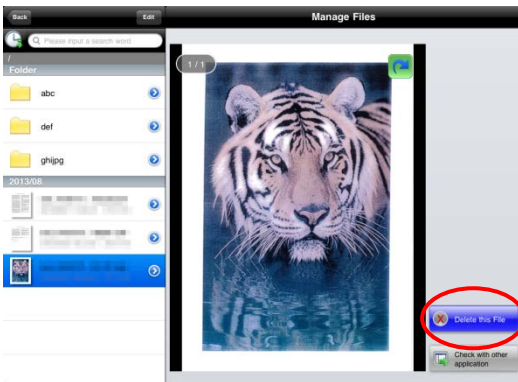 Back
Edit
Manage Files
Please input a search word.
/
Folder
abc
def
ghijpg
2013/08
1 / 1
Delete this File
Check with other
application